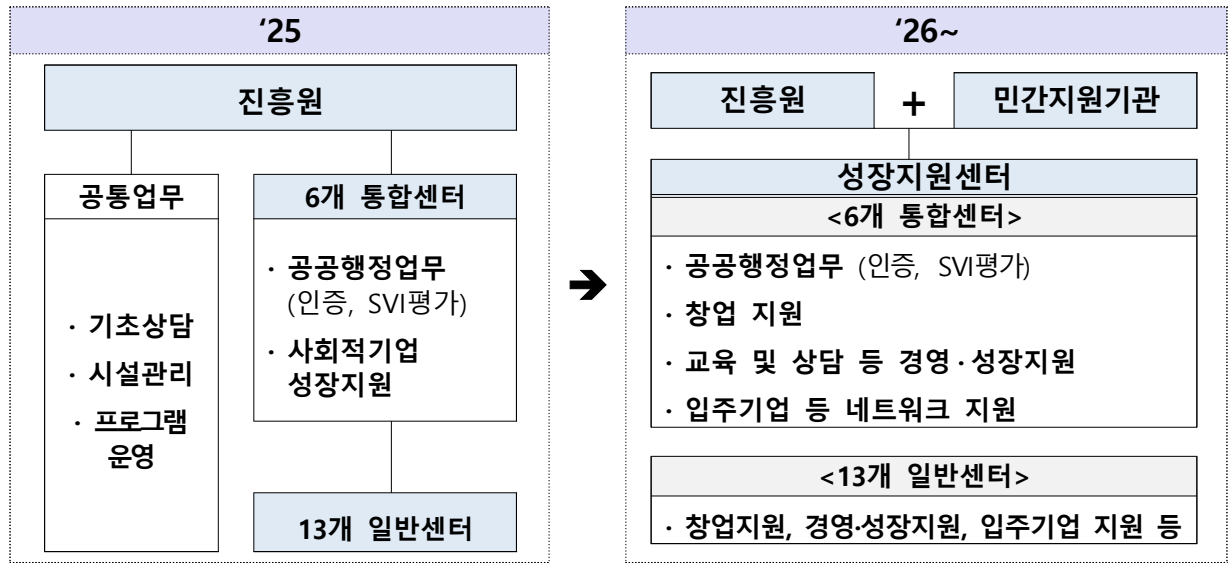 ‘25
진흥원
공통업무
· 기초상담
· 시설관리
· 프로그램
운영
6개 통합센터
· 공공행정업무
(인증, SVI평가)
· 사회적기업
성장지원
13개 일반센터
➔
‘26~
진흥원
+
민간지원기관
성장지원센터
<6개 통합센터>
· 공공행정업무 (인증, SVI평가)
· 창업 지원
· 교육 및 상담 등 경영·성장지원
· 입주기업 등 네트워크 지원
<13개 일반센터>
· 창업지원, 경영·성장지원, 입주기업 지원 등